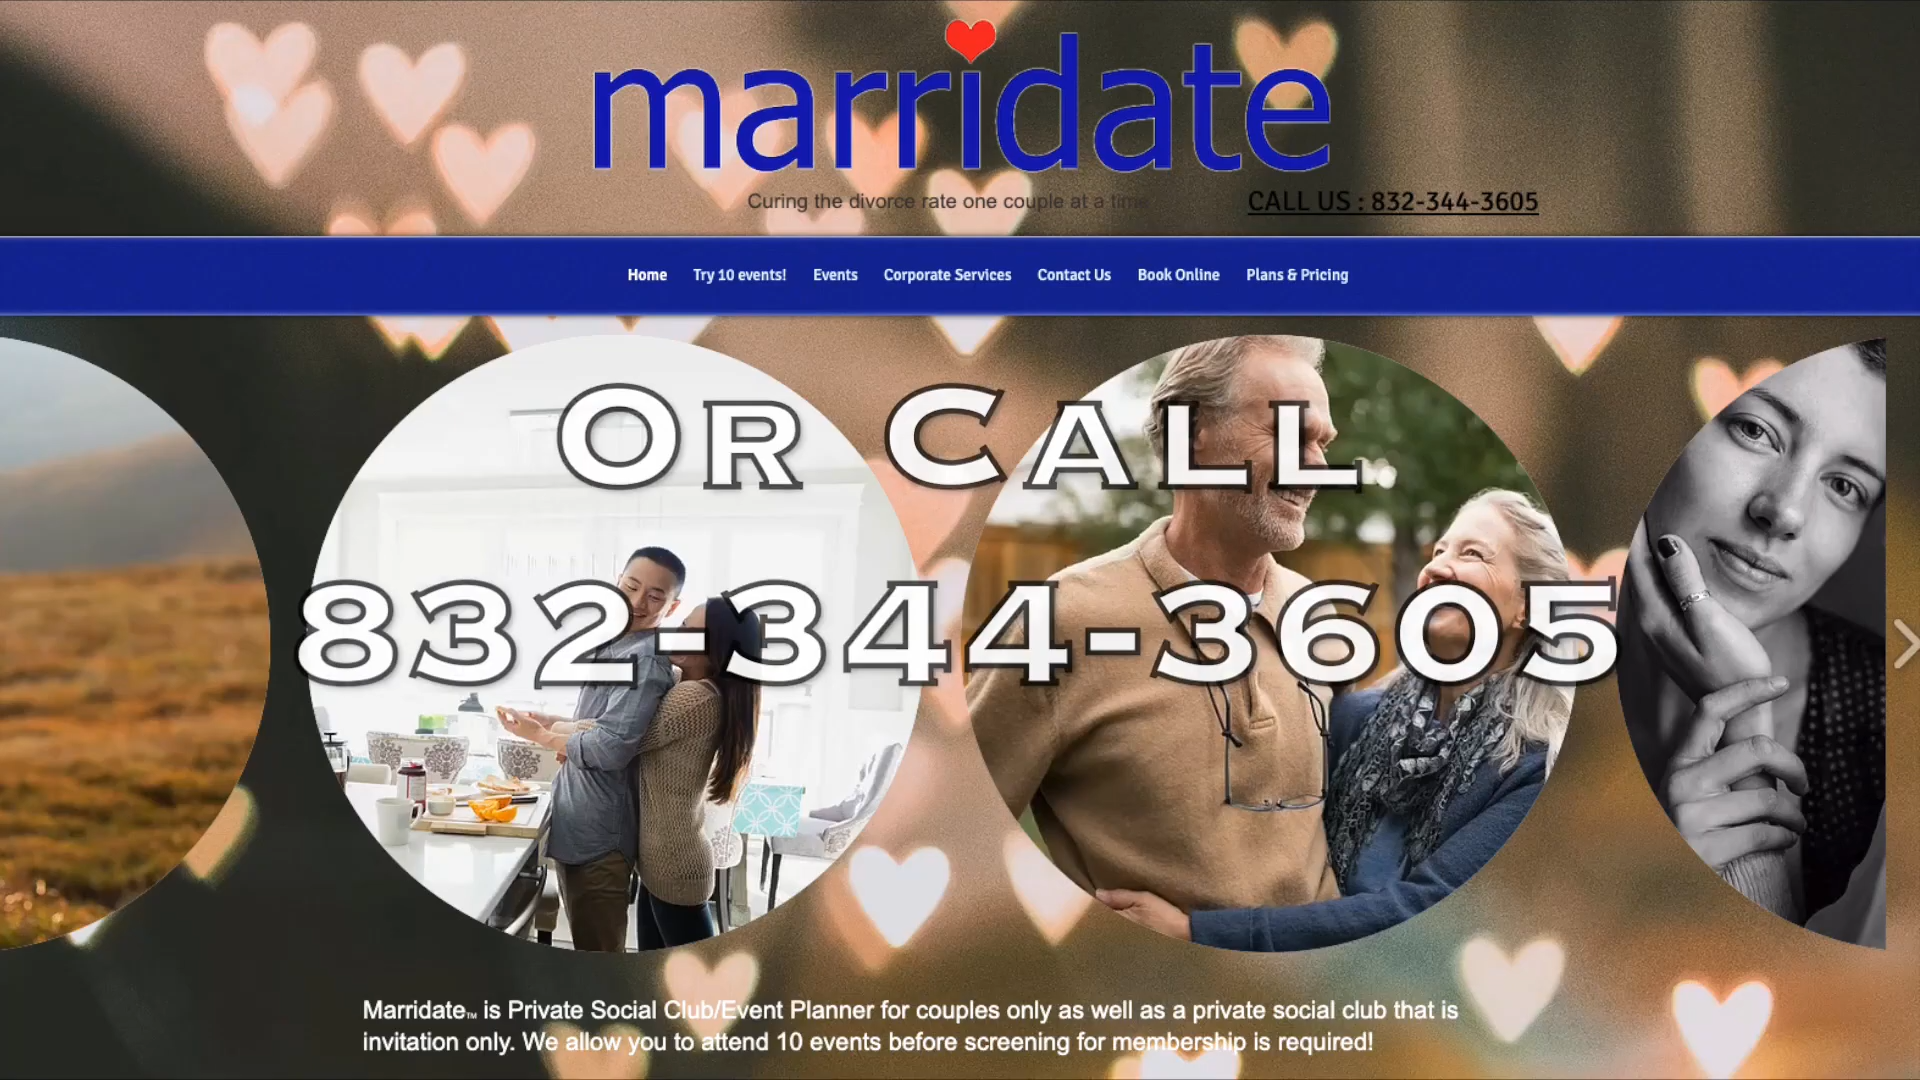 marridate
Curing the divorce rate one couple at a time
CALL US : 832-344-3605
Home Try 10 events! Events Corporate Services Contact Us Book Online Plans & Pricing
OR CALL
832-344-3605
Marridate™ is Private Social Club/Event Planner for couples only as well as a private social club that is
invitation only. We allow you to attend 10 events before screening for membership is required!